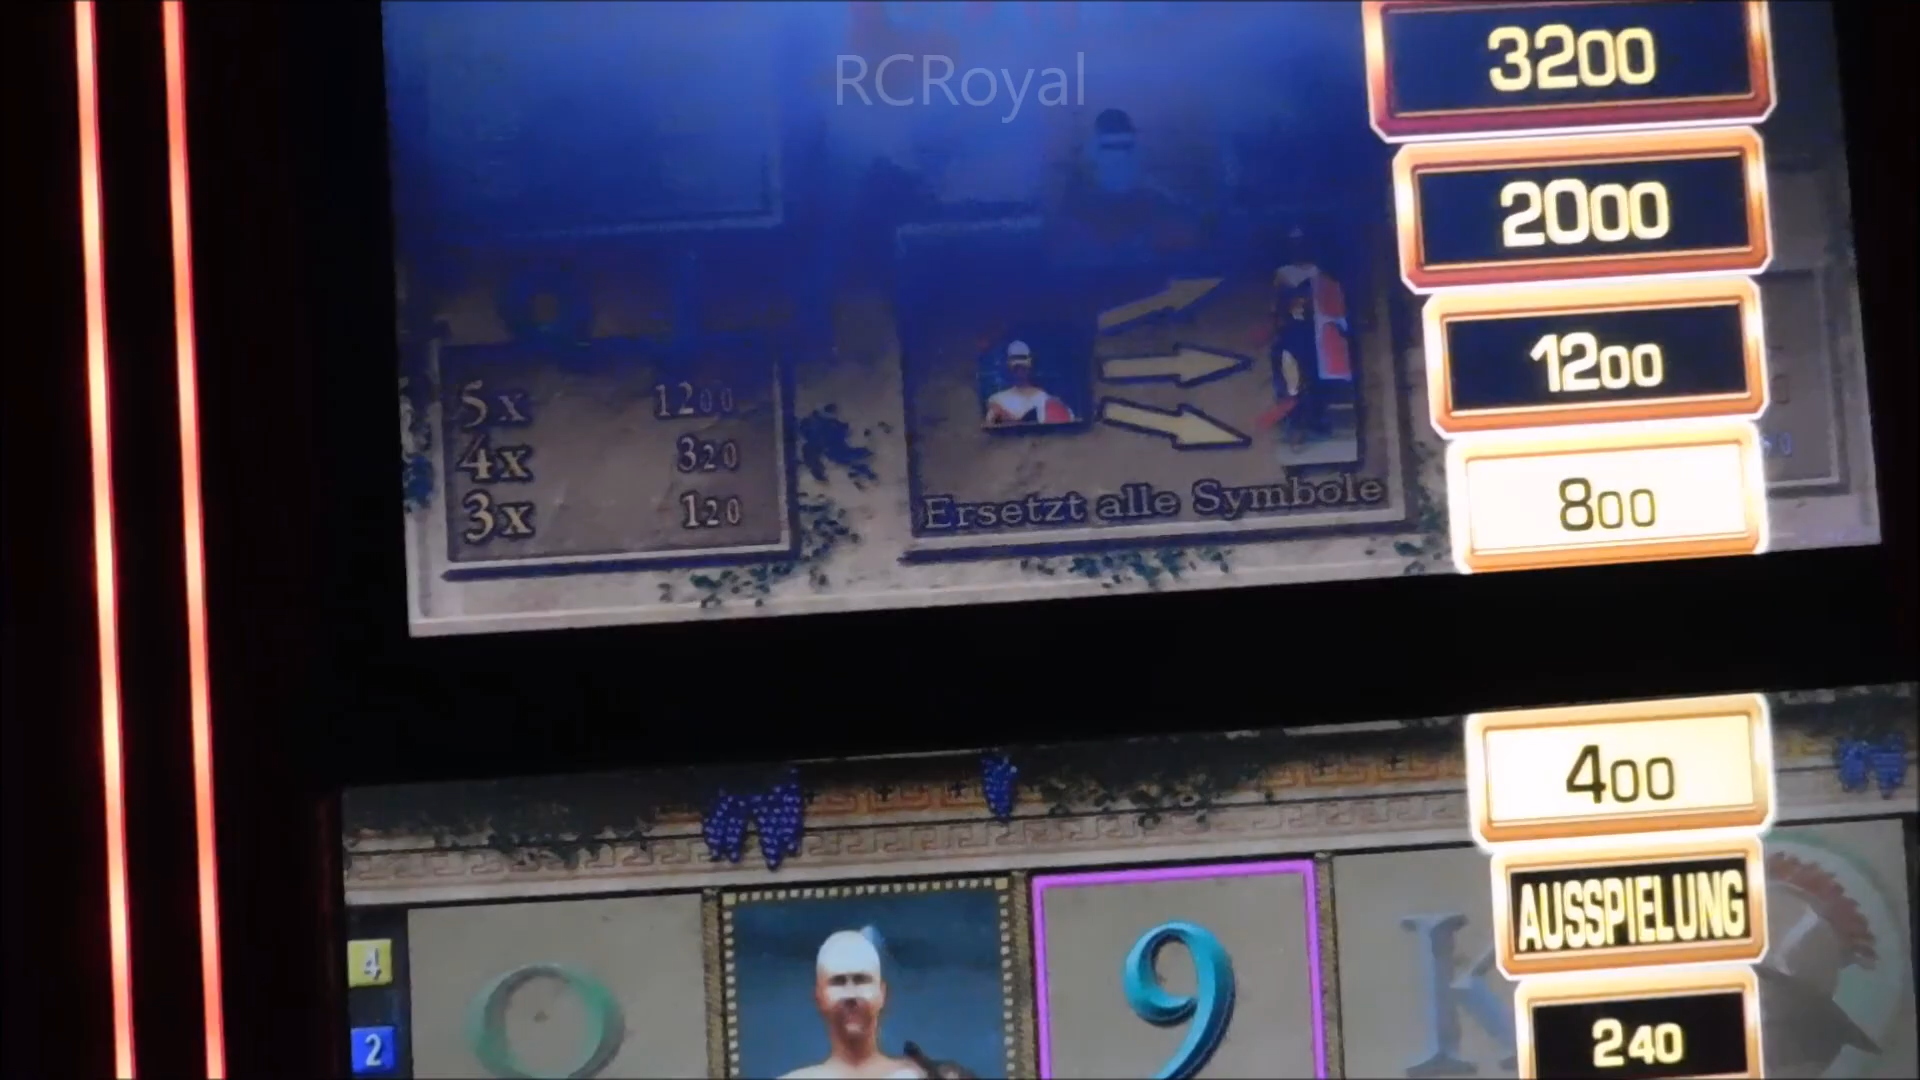 RCRoyal
3200
2000
1200
800
5x 1200
4x 320
3x 120
Ersetzt alle Symbole
400
AUSSPIELUNG
240
4
2
Q
9
K